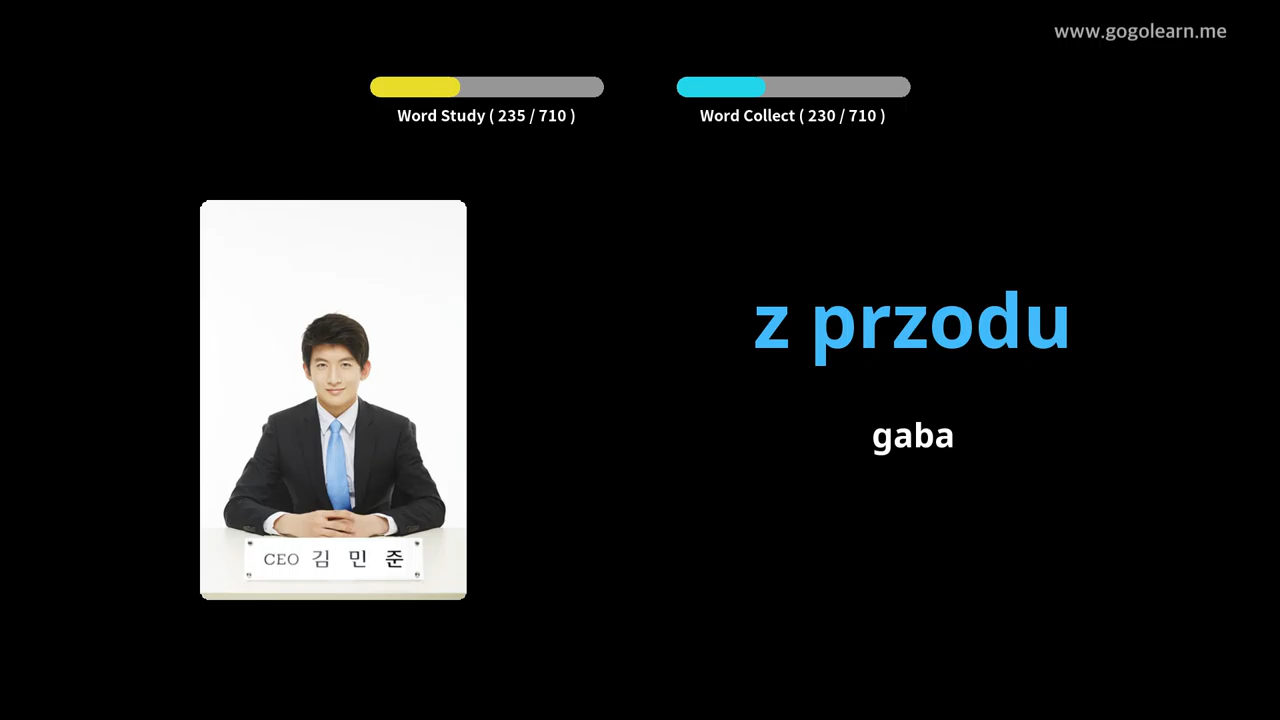 www.gogolearn.me
Word Study ( 235 / 710 )
Word Collect ( 230 / 710 )
z przodu
gaba
CEO 김 민 준